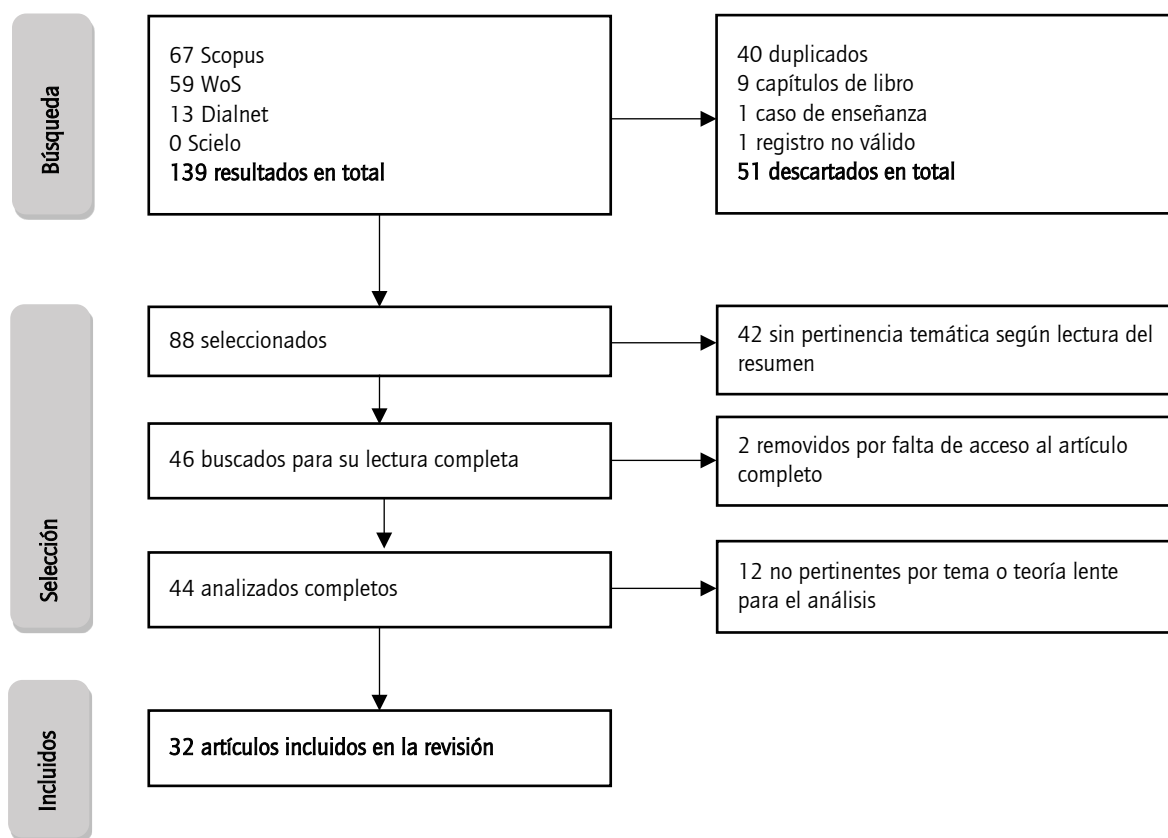 Búsqueda
67 Scopus
59 WoS
13 Dialnet
0 Scielo
139 resultados en total
40 duplicados
9 capítulos de libro
1 caso de enseñanza
1 registro no válido
51 descartados en total
Selección
88 seleccionados
42 sin pertinencia temática según lectura del
resumen
46 buscados para su lectura completa
2 removidos por falta de acceso al artículo
completo
44 analizados completos
12 no pertinentes por tema o teoría lente
para el análisis
Incluidos
32 artículos incluidos en la revisión